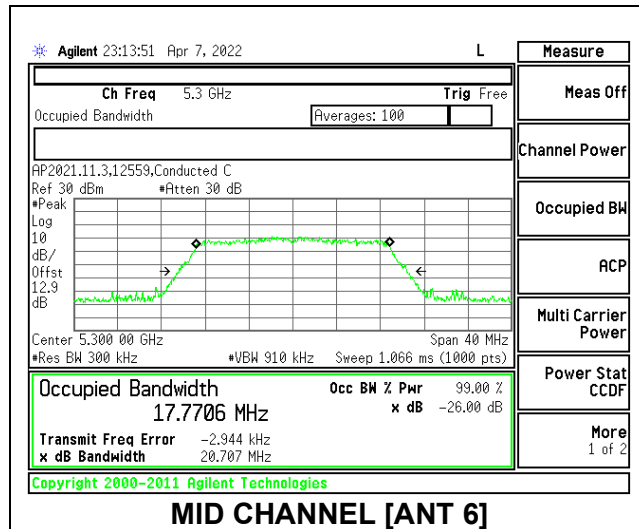 Agilent 23:13:51 Apr 7, 2022 L
Measure
Ch Freq 5.3 GHz Trig Free
Meas Off
Occupied Bandwidth Averages: 100
Channel Power
AP2021.11.3,12559,Conducted C
Ref 30 dBm #Atten 30 dB
#Peak
Occupied BW
Log
10
dB/
Offst
ACP
12.9
dB
Multi Carrier
Power
Center 5.300 00 GHz Span 40 MHz
#Res BW 300 kHz #VBW 910 kHz Sweep 1.066 ms (1000 pts)
Power Stat
CCDF
Occupied Bandwidth Occ BW % Pwr 99.00 %
17.7706 MHz x dB -26.00 dB
Transmit Freq Error -2.944 kHz
x dB Bandwidth 20.707 MHz
More
1 of 2
Copyright 2000-2011 Agilent Technologies
MID CHANNEL [ANT 6]